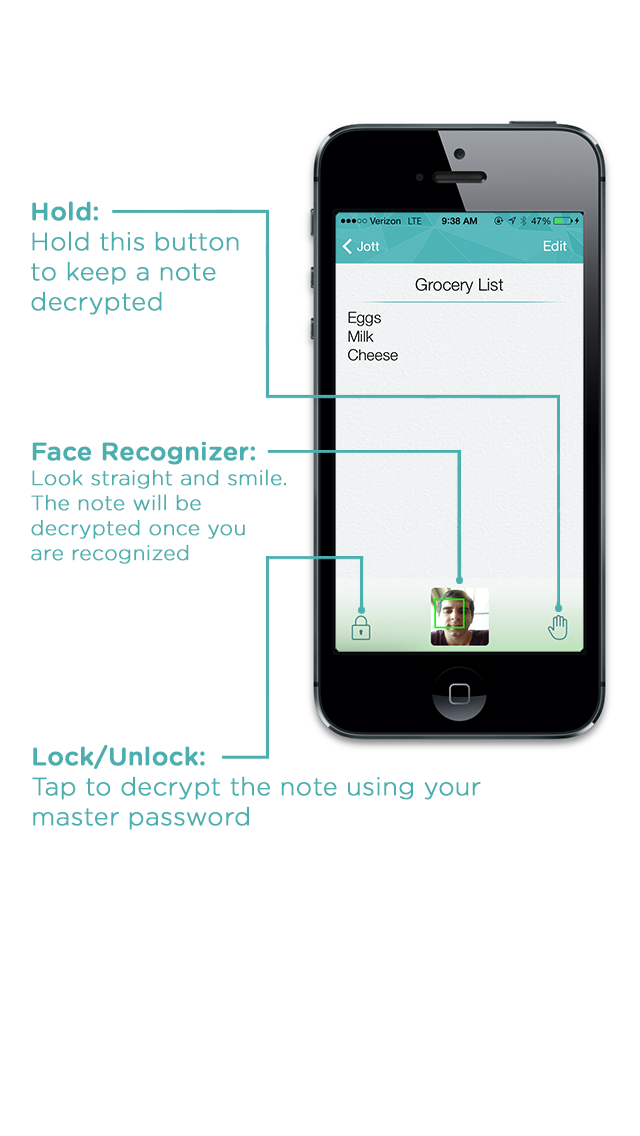 Hold:
Hold this button
to keep a note
decrypted
Face Recognizer:
Look straight and smile.
The note will be
decrypted once you
are recognized
Lock/Unlock:
Tap to decrypt the note using your
master password
Verizon LTE 9:38 AM 47%
Jott Edit
Grocery List
Eggs
Milk
Cheese